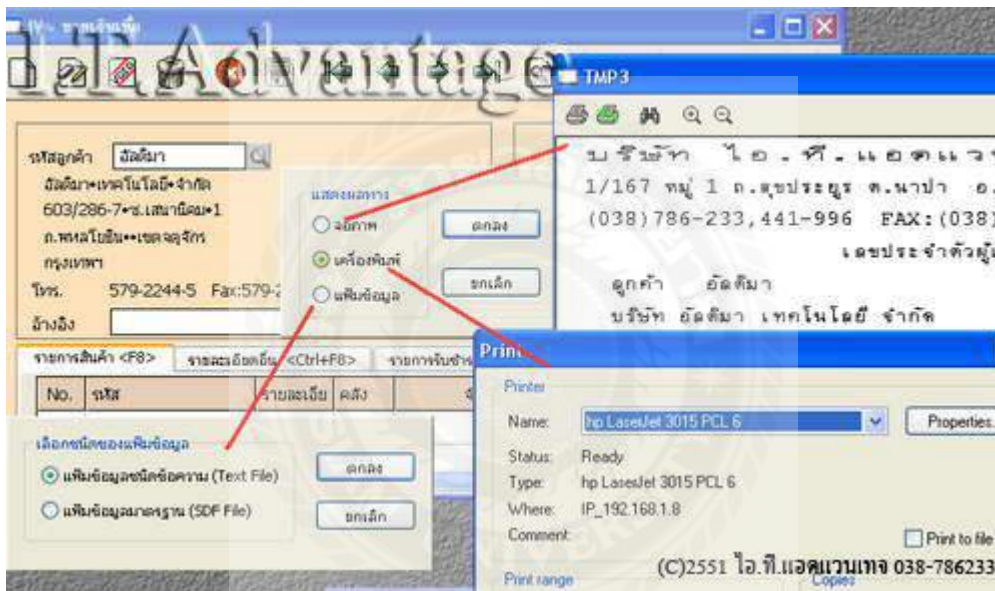 IV - ขายเงินเชื่อ
I.T.Advantage
รหัสลูกค้า อัลติมา
อัลติมา•เทคโนโลยี•จำกัด
603/286-7•ซ.เสนานิคม•1
ถ.พหลโยธิน••เขตจตุจักร
กรุงเทพฯ
โทร. 579-2244-5 Fax:579-2
อ้างอิง
รายการสินค้า <F8> รายละเอียดอื่น <Ctrl+F8> รายการรับชำร
No. รหัส รายละเอียด คลัง
แสดงผลทาง
จอภาพ
เครื่องพิมพ์
แฟ้มข้อมูล
ตกลง
ยกเลิก
TMP3
บริษัท ไอ.ที.แอดแว
1/167 หมู่ 1 ถ.สุขประยูร ต.นาป่า อ.
(038)786-233,441-996 FAX:(038)
เลขประจำตัวผู้
ลูกค้า อัลติมา
บริษัท อัลติมา เทคโนโลยี จำกัด
เลือกชนิดของแฟ้มข้อมูล
แฟ้มข้อมูลชนิดข้อความ (Text File)
แฟ้มข้อมูลมาตรฐาน (SDF File)
ตกลง
ยกเลิก
Print
Printer
Name: hp LaserJet 3015 PCL 6 Properties.
Status: Ready
Type: hp LaserJet 3015 PCL 6
Where: IP_192.168.1.8
Comment: Print to file
Print range Copies
(C)2551 ไอ.ที.แอดแวนเทจ 038-786233